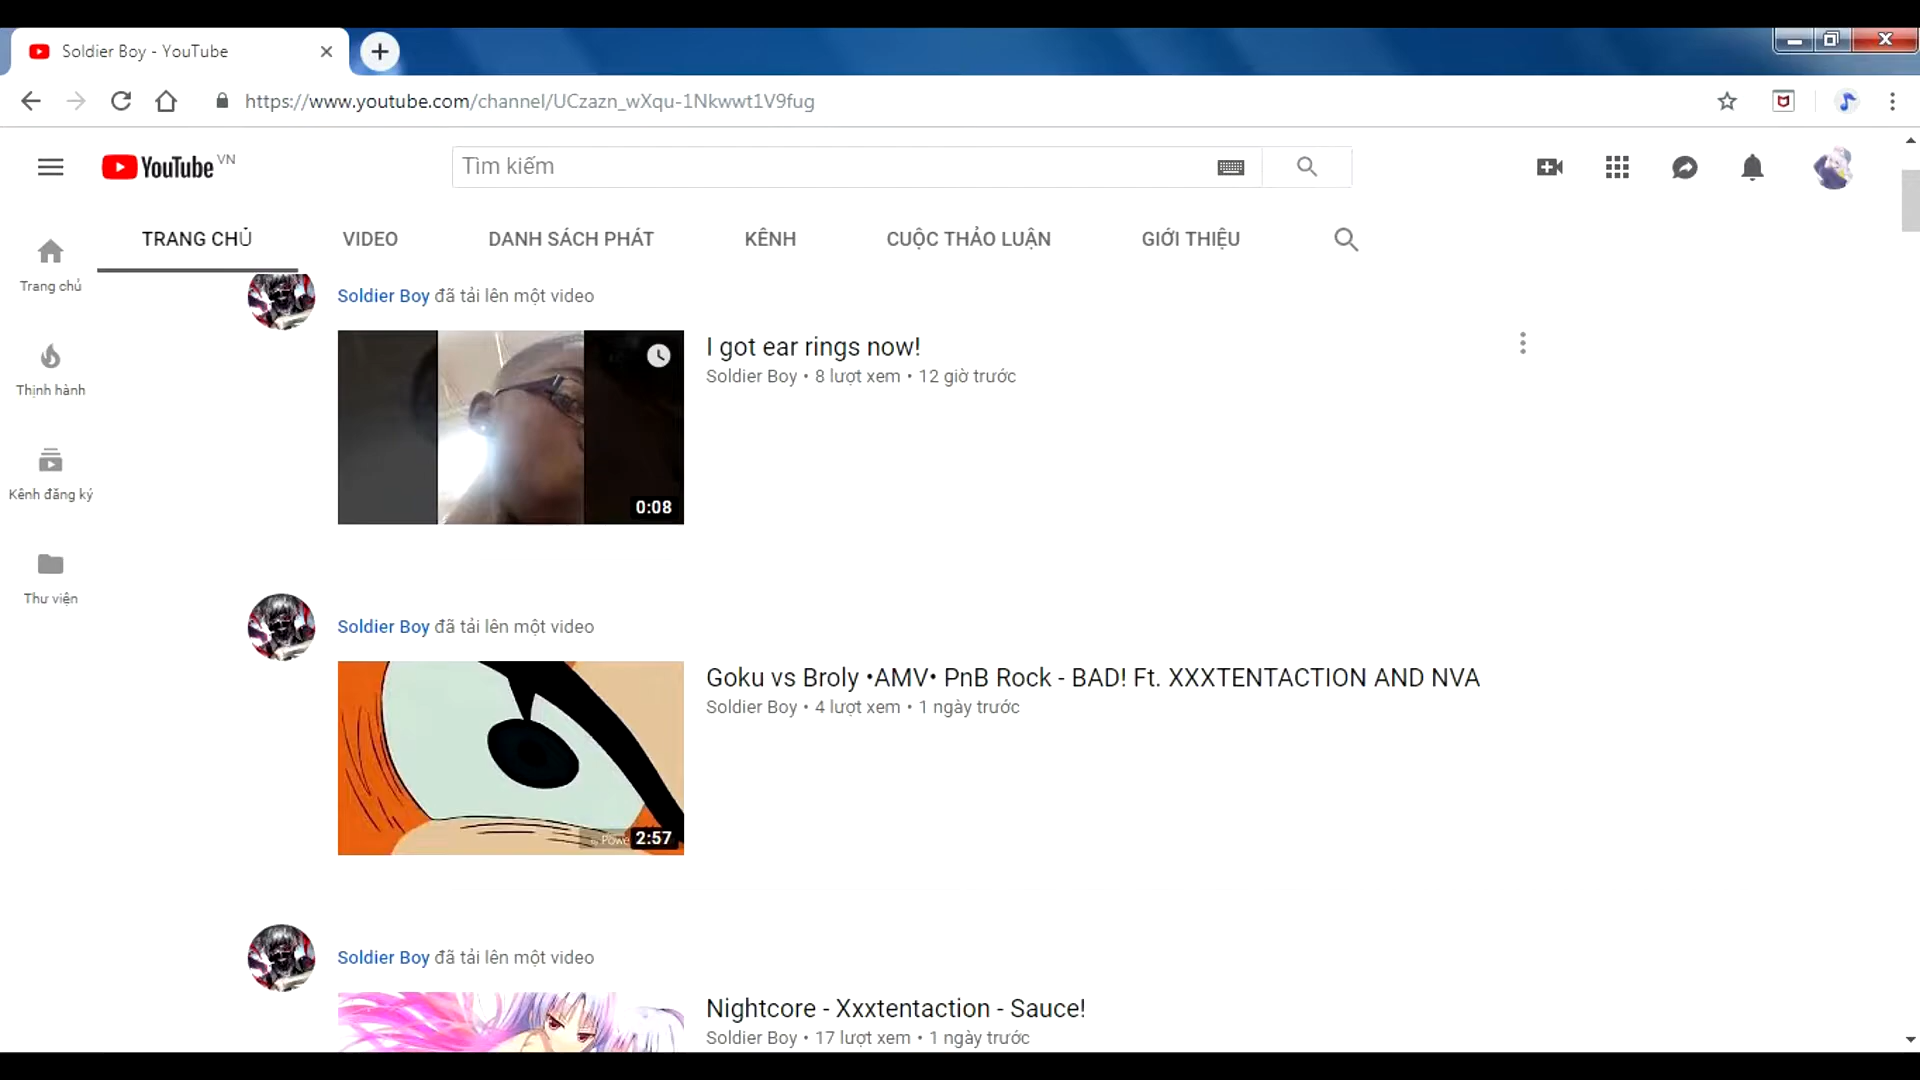 Soldier Boy - YouTube
https://www.youtube.com/channel/UCzazn_wXqu-1Nkwwt1V9fug
YouTube VN
Tìm kiếm
TRANG CHỦ VIDEO DANH SÁCH PHÁT KÊNH CUỘC THẢO LUẬN GIỚI THIỆU
Trang chủ
Thịnh hành
Kênh đăng ký
Thư viện
Soldier Boy đã tải lên một video
I got ear rings now!
Soldier Boy • 8 lượt xem • 12 giờ trước
0:08
Soldier Boy đã tải lên một video
Goku vs Broly •AMV• PnB Rock - BAD! Ft. XXXTENTACTION AND NVA
Soldier Boy • 4 lượt xem • 1 ngày trước
2:57
Soldier Boy đã tải lên một video
Nightcore - Xxxtentaction - Sauce!
Soldier Boy • 17 lượt xem • 1 ngày trước